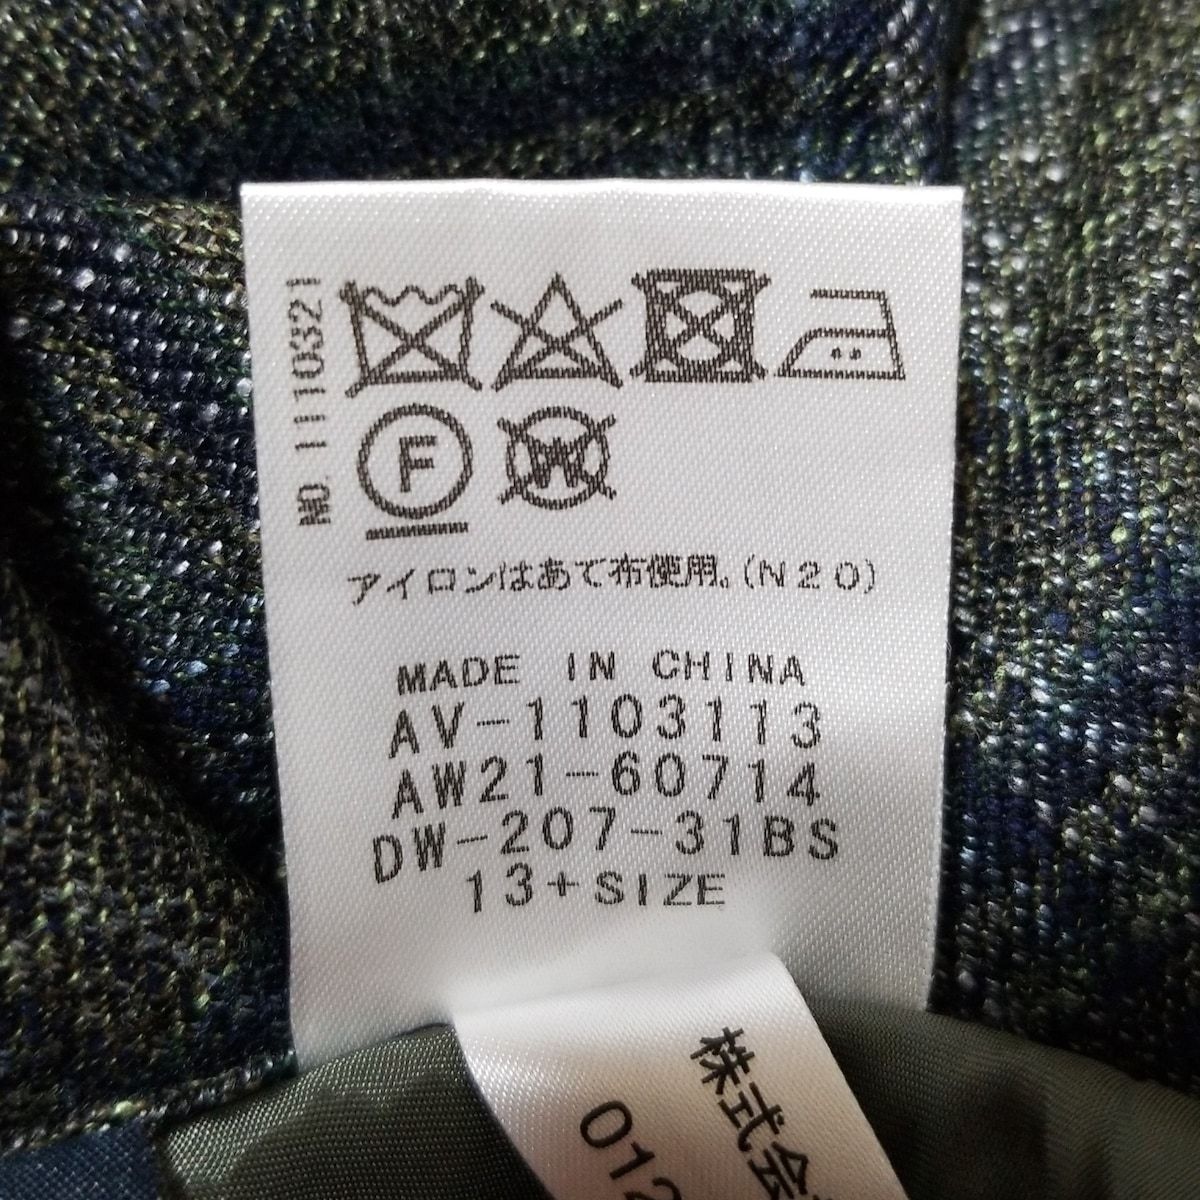 NO. 1110321
F
W
アイロンはあて布使用。(N20)
MADE IN CHINA
AV-1103113
AW21-60714
DW-207-31BS
13+SIZE
株式会
012